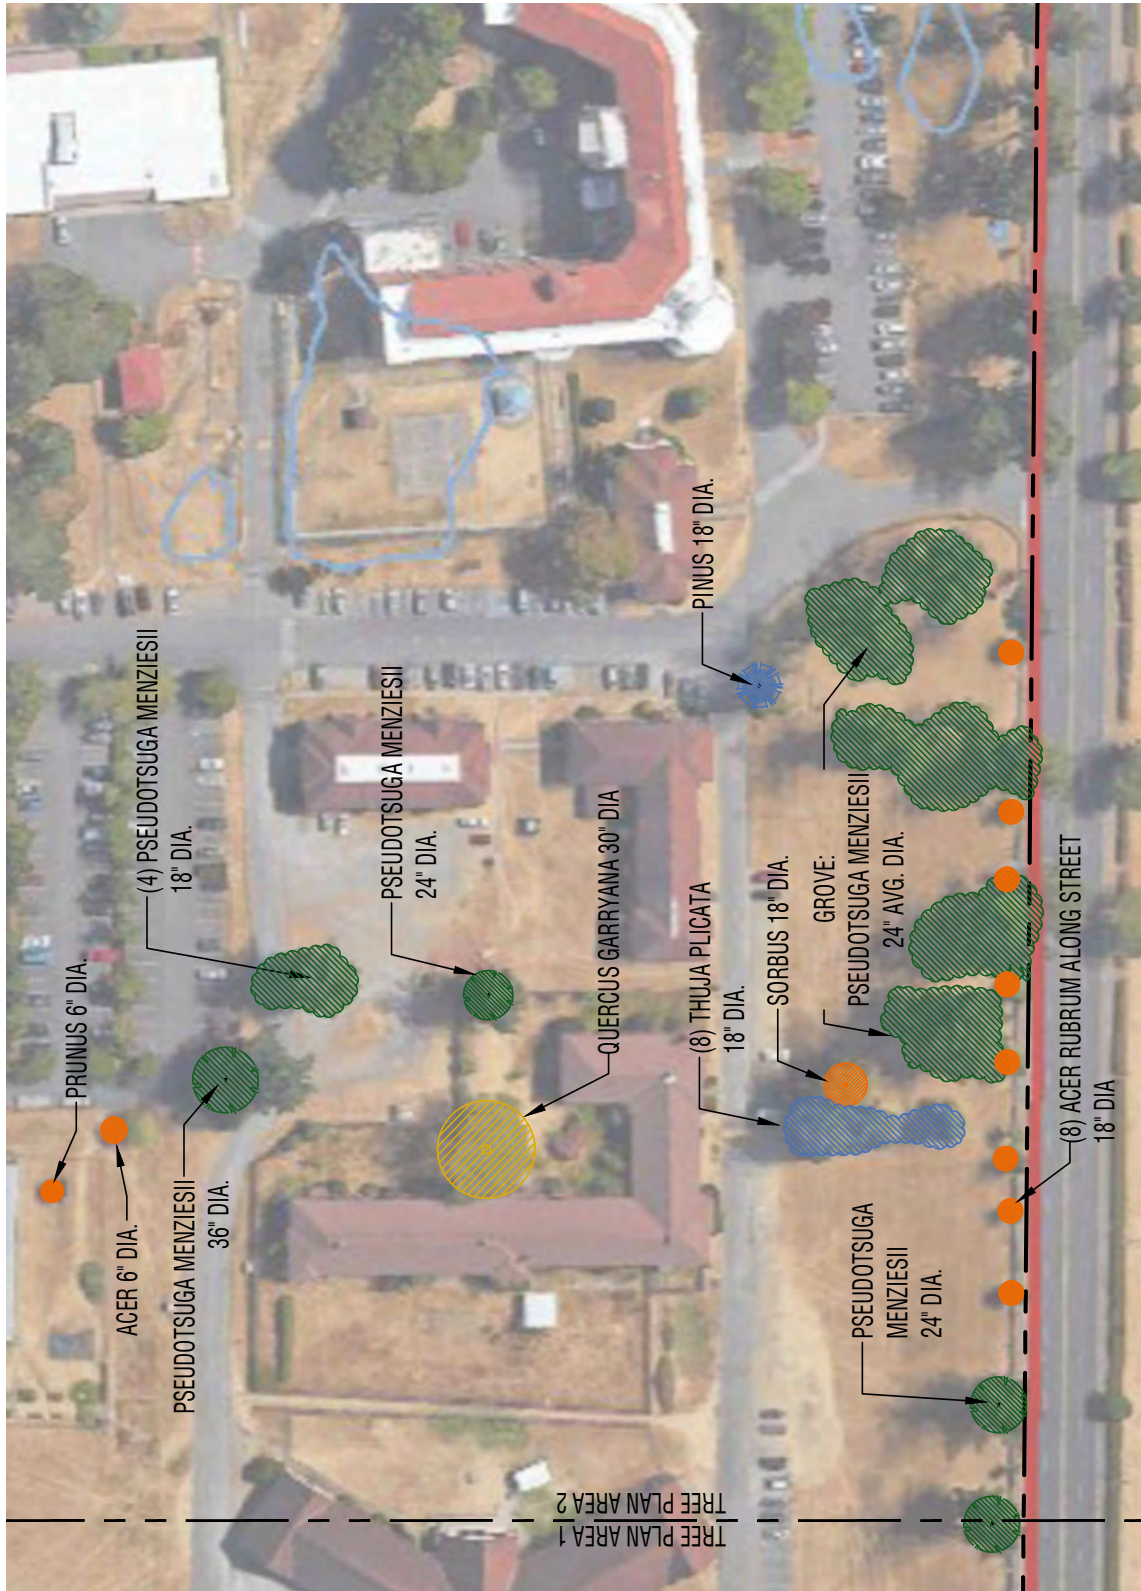 PRUNUS 6" DIA.
ACER 6" DIA.
PSEUDOTSUGA MENZIESII
36" DIA.
(4) PSEUDOTSUGA MENZIESII
18" DIA.
PSEUDOTSUGA MENZIESII
24" DIA.
QUERCUS GARRYANA 30" DIA
PINUS 18" DIA.
(8) THUJA PLICATA
18" DIA.
SORBUS 18" DIA.
GROVE:
PSEUDOTSUGA MENZIESII
24" AVG. DIA.
PSEUDOTSUGA
MENZIESII
24" DIA.
(8) ACER RUBRUM ALONG STREET
18" DIA
TREE PLAN AREA 2
TREE PLAN AREA 1